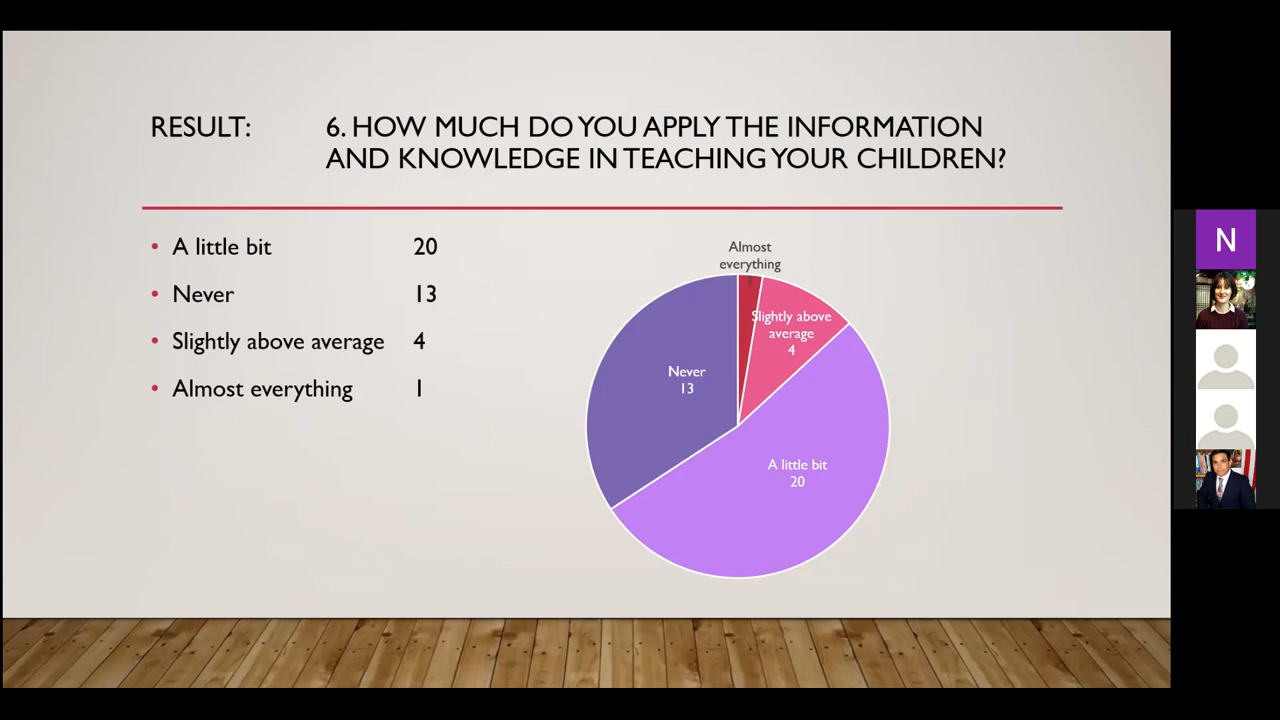 RESULT: 6. HOW MUCH DO YOU APPLY THE INFORMATION
AND KNOWLEDGE IN TEACHING YOUR CHILDREN?
• A little bit 20
• Never 13
• Slightly above average 4
• Almost everything 1
Almost
everything
Slightly above
average
4
Never
13
A little bit
20
N